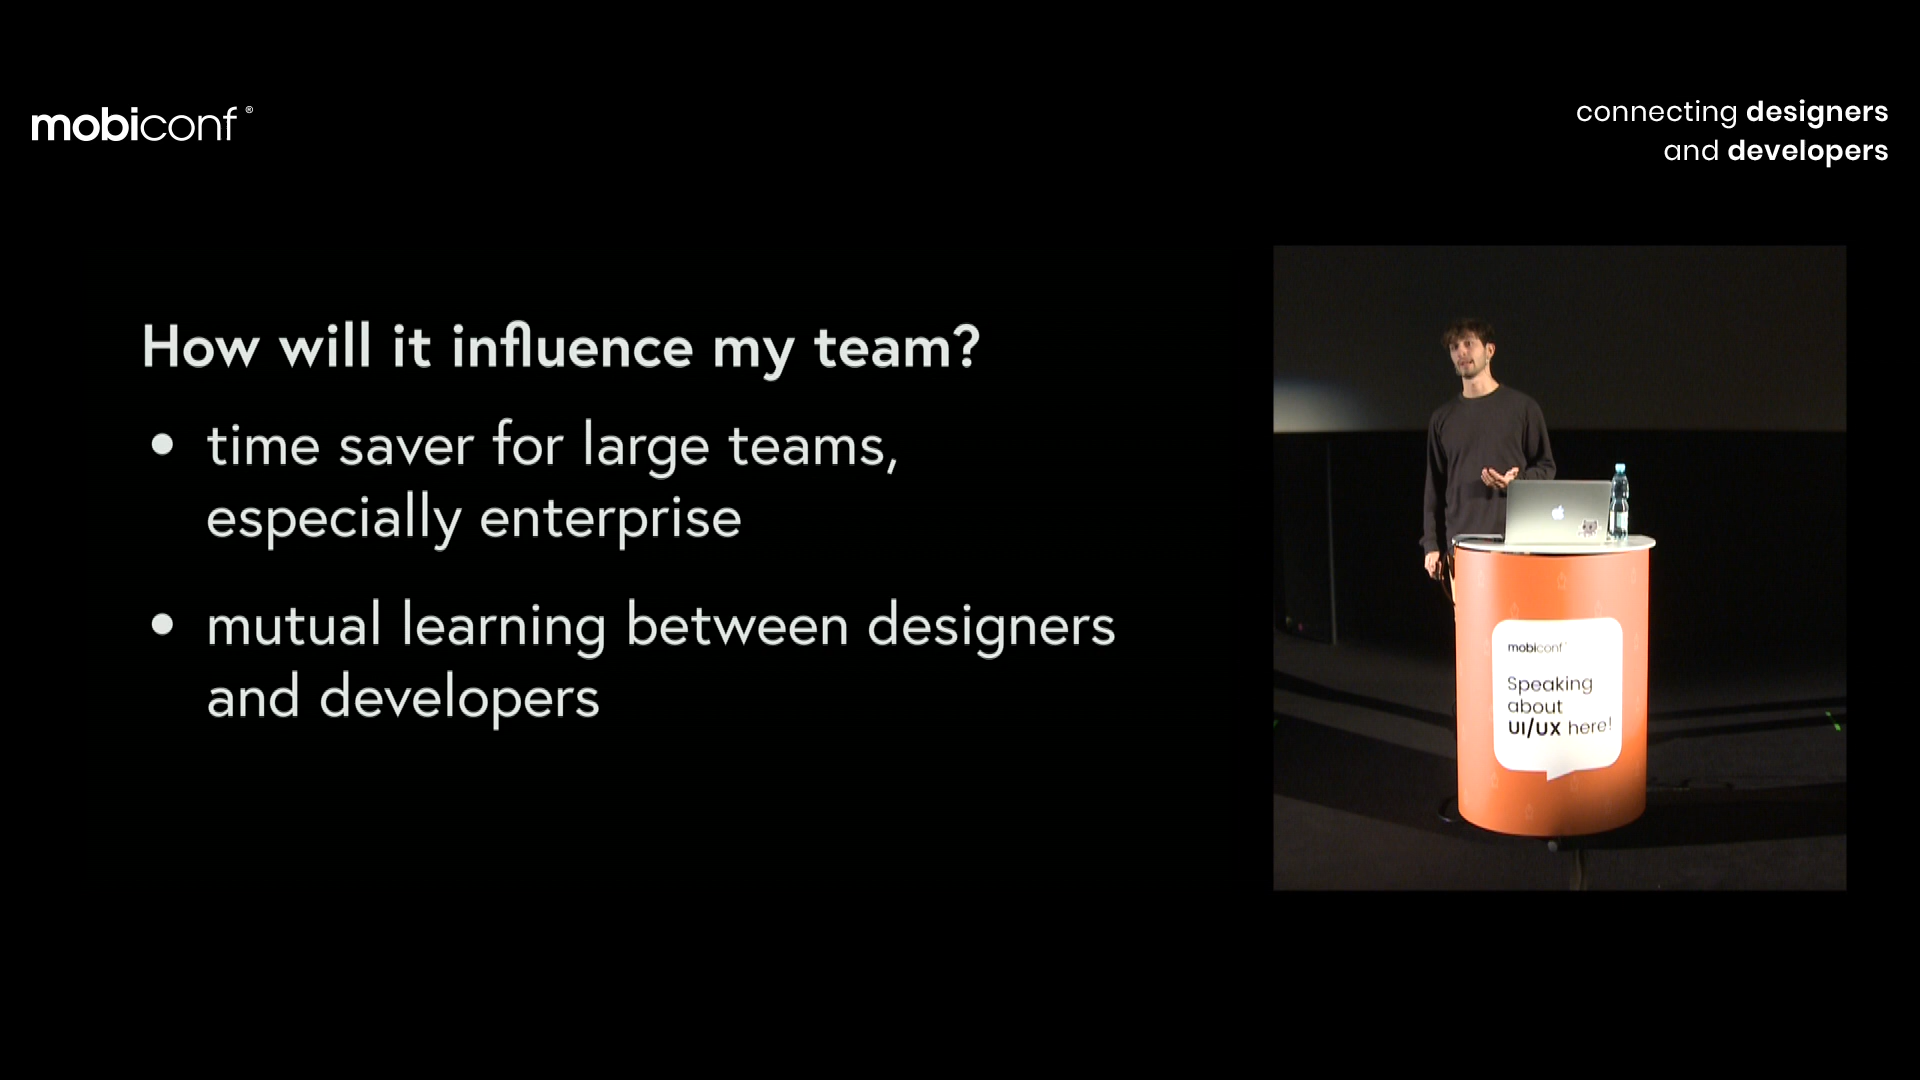 mobiconf®
connecting designers
and developers
How will it influence my team?
• time saver for large teams,
especially enterprise
• mutual learning between designers
and developers
mobiconf
Speaking
about
UI/UX here!